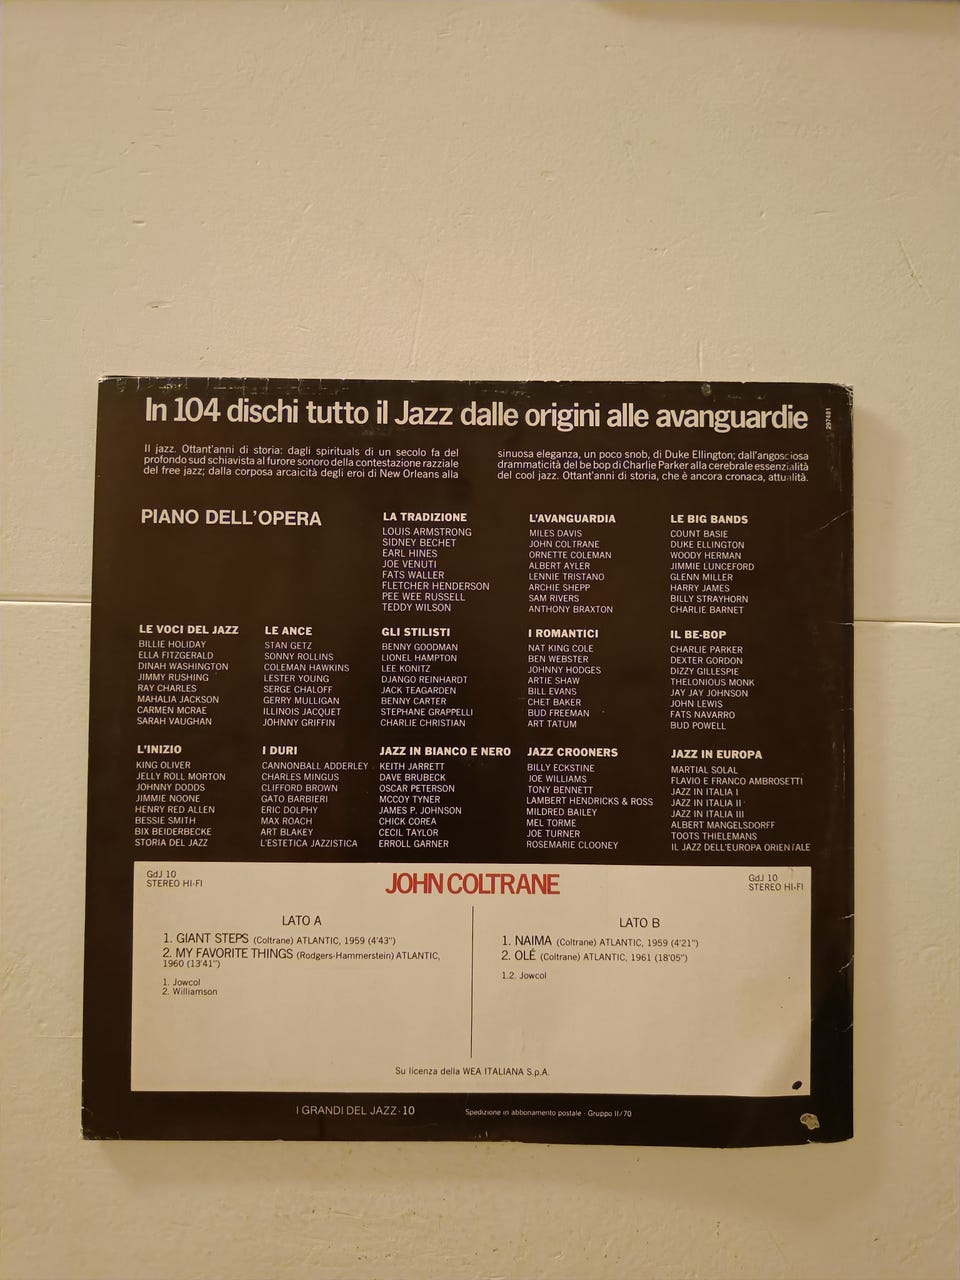 In 104 dischi tutto il Jazz dalle origini alle avanguardie
297481
Il jazz. Ottant'anni di storia: dagli spirituals di un secolo fa del
profondo sud schiavista al furore sonoro della contestazione razziale
del free jazz; dalla corposa arcaicità degli eroi di New Orleans alla
sinuosa eleganza, un poco snob, di Duke Ellington; dall'angosciosa
drammaticità del be bop di Charlie Parker alla cerebrale essenzialità
del cool jazz. Ottant'anni di storia, che è ancora cronaca, attualità.
PIANO DELL'OPERA
LA TRADIZIONE
LOUIS ARMSTRONG
SIDNEY BECHET
EARL HINES
JOE VENUTI
FATS WALLER
FLETCHER HENDERSON
PEE WEE RUSSELL
TEDDY WILSON
L'AVANGUARDIA
MILES DAVIS
JOHN COLTRANE
ORNETTE COLEMAN
ALBERT AYLER
LENNIE TRISTANO
ARCHIE SHEPP
SAM RIVERS
ANTHONY BRAXTON
LE BIG BANDS
COUNT BASIE
DUKE ELLINGTON
WOODY HERMAN
JIMMIE LUNCEFORD
GLENN MILLER
HARRY JAMES
BILLY STRAYHORN
CHARLIE BARNET
LE VOCI DEL JAZZ
BILLIE HOLIDAY
ELLA FITZGERALD
DINAH WASHINGTON
JIMMY RUSHING
RAY CHARLES
MAHALIA JACKSON
CARMEN MCRAE
SARAH VAUGHAN
LE ANCE
STAN GETZ
SONNY ROLLINS
COLEMAN HAWKINS
LESTER YOUNG
SERGE CHALOFF
GERRY MULLIGAN
ILLINOIS JACQUET
JOHNNY GRIFFIN
GLI STILISTI
BENNY GOODMAN
LIONEL HAMPTON
LEE KONITZ
DJANGO REINHARDT
JACK TEAGARDEN
BENNY CARTER
STEPHANE GRAPPELLI
CHARLIE CHRISTIAN
I ROMANTICI
NAT KING COLE
BEN WEBSTER
JOHNNY HODGES
ARTIE SHAW
BILL EVANS
CHET BAKER
BUD FREEMAN
ART TATUM
IL BE-BOP
CHARLIE PARKER
DEXTER GORDON
DIZZY GILLESPIE
THELONIOUS MONK
JAY JAY JOHNSON
JOHN LEWIS
FATS NAVARRO
BUD POWELL
L'INIZIO
KING OLIVER
JELLY ROLL MORTON
JOHNNY DODDS
JIMMIE NOONE
HENRY RED ALLEN
BESSIE SMITH
BIX BEIDERBECKE
STORIA DEL JAZZ
I DURI
CANNONBALL ADDERLEY
CHARLES MINGUS
CLIFFORD BROWN
GATO BARBIERI
ERIC DOLPHY
MAX ROACH
ART BLAKEY
L'ESTETICA JAZZISTICA
JAZZ IN BIANCO E NERO
KEITH JARRETT
DAVE BRUBECK
OSCAR PETERSON
MCCOY TYNER
JAMES P. JOHNSON
CHICK COREA
CECIL TAYLOR
ERROLL GARNER
JAZZ CROONERS
BILLY ECKSTINE
JOE WILLIAMS
TONY BENNETT
LAMBERT HENDRICKS & ROSS
MILDRED BAILEY
MEL TORME
JOE TURNER
ROSEMARIE CLOONEY
JAZZ IN EUROPA
MARTIAL SOLAL
FLAVIO E FRANCO AMBROSETTI
JAZZ IN ITALIA I
JAZZ IN ITALIA II
JAZZ IN ITALIA III
ALBERT MANGELSDORFF
TOOTS THIELEMANS
IL JAZZ DELL'EUROPA ORIENTALE
GdJ 10
STEREO HI-FI
JOHN COLTRANE
GdJ 10
STEREO HI-FI
LATO A
1. GIANT STEPS (Coltrane) ATLANTIC, 1959 (4'43")
2. MY FAVORITE THINGS (Rodgers-Hammerstein) ATLANTIC,
1960 (13'41")
1. Jowcol
2. Williamson
LATO B
1. NAIMA (Coltrane) ATLANTIC, 1959 (4'21")
2. OLÉ (Coltrane) ATLANTIC, 1961 (18'05")
1.2. Jowcol
Su licenza della WEA ITALIANA S.p.A.
I GRANDI DEL JAZZ·10
Spedizione in abbonamento postale - Gruppo II/70